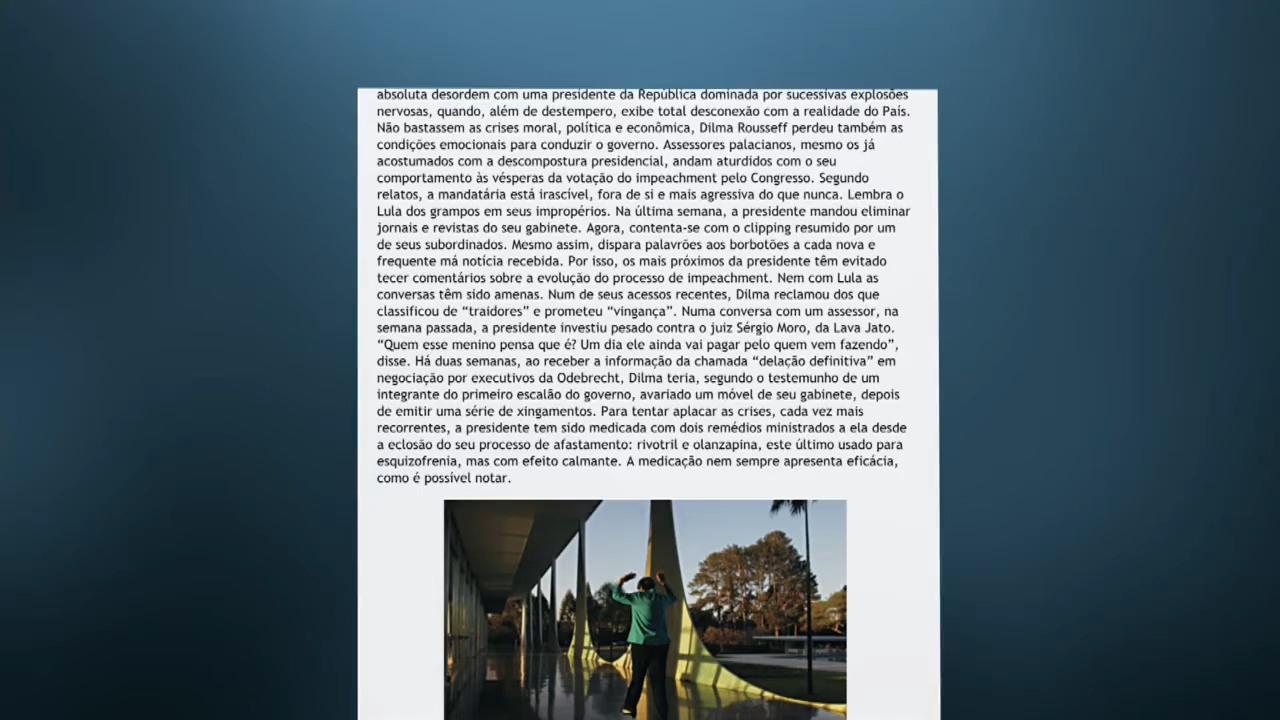 absoluta desordem com uma presidente da República dominada por sucessivas explosões
nervosas, quando, além de destempero, exibe total desconexão com a realidade do País.
Não bastassem as crises moral, política e econômica, Dilma Rousseff perdeu também as
condições emocionais para conduzir o governo. Assessores palacianos, mesmo os já
acostumados com a descompostura presidencial, andam aturdidos com o seu
comportamento às vésperas da votação do impeachment pelo Congresso. Segundo
relatos, a mandatária está irascível, fora de si e mais agressiva do que nunca. Lembra o
Lula dos grampos em seus impropérios. Na última semana, a presidente mandou eliminar
jornais e revistas do seu gabinete. Agora, contenta-se com o clipping resumido por um
de seus subordinados. Mesmo assim, dispara palavrões aos borbotões a cada nova e
frequente má notícia recebida. Por isso, os mais próximos da presidente têm evitado
tecer comentários sobre a evolução do processo de impeachment. Nem com Lula as
conversas têm sido amenas. Num de seus acessos recentes, Dilma reclamou dos que
classificou de “traidores” e prometeu “vingança”. Numa conversa com um assessor, na
semana passada, a presidente investiu pesado contra o juiz Sérgio Moro, da Lava Jato.
“Quem esse menino pensa que é? Um dia ele ainda vai pagar pelo quem vem fazendo”,
disse. Há duas semanas, ao receber a informação da chamada “delação definitiva” em
negociação por executivos da Odebrecht, Dilma teria, segundo o testemunho de um
integrante do primeiro escalão do governo, avariado um móvel de seu gabinete, depois
de emitir uma série de xingamentos. Para tentar aplacar as crises, cada vez mais
recorrentes, a presidente tem sido medicada com dois remédios ministrados a ela desde
a eclosão do seu processo de afastamento: rivotril e olanzapina, este último usado para
esquizofrenia, mas com efeito calmante. A medicação nem sempre apresenta eficácia,
como é possível notar.